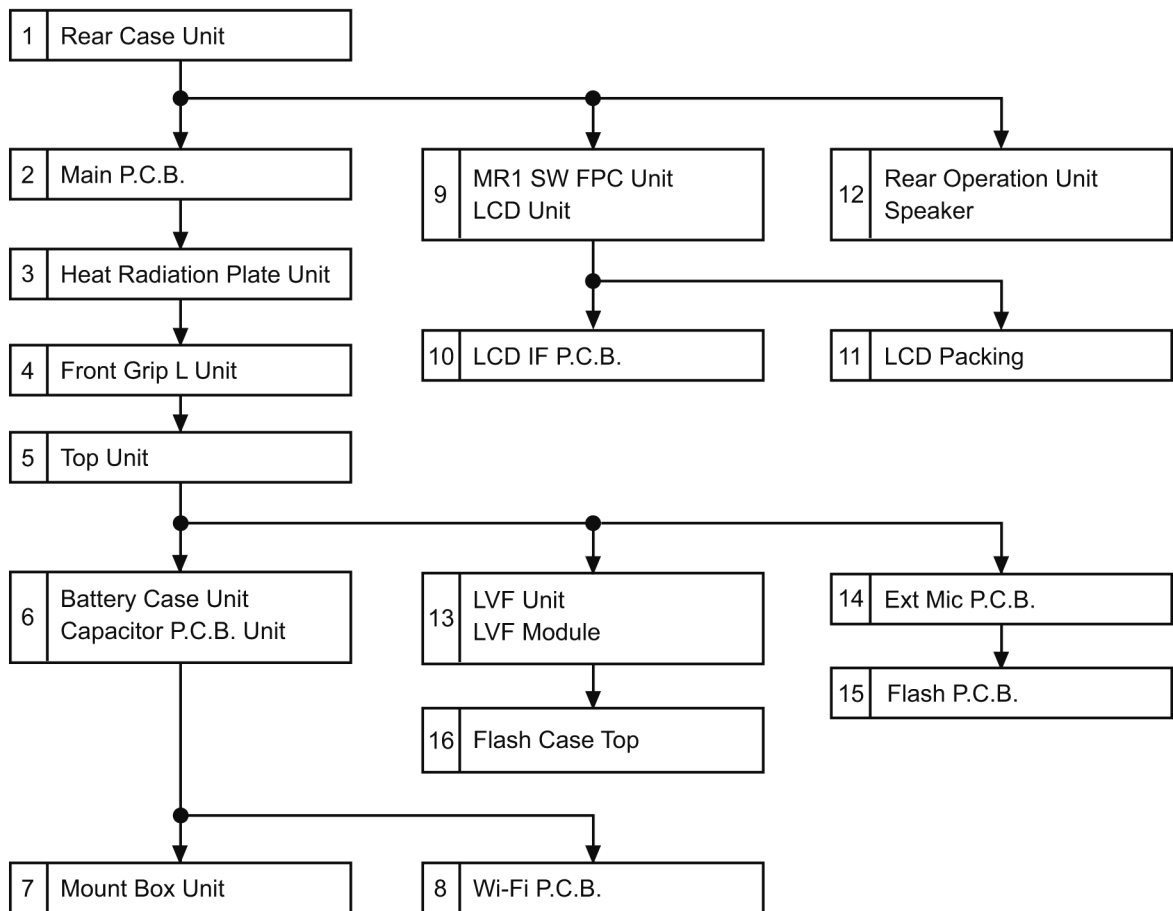 1 Rear Case Unit
2 Main P.C.B.
9 MR1 SW FPC Unit
LCD Unit
12 Rear Operation Unit
Speaker
3 Heat Radiation Plate Unit
4 Front Grip L Unit
10 LCD IF P.C.B.
11 LCD Packing
5 Top Unit
6 Battery Case Unit
Capacitor P.C.B. Unit
13 LVF Unit
LVF Module
14 Ext Mic P.C.B.
15 Flash P.C.B.
16 Flash Case Top
7 Mount Box Unit
8 Wi-Fi P.C.B.